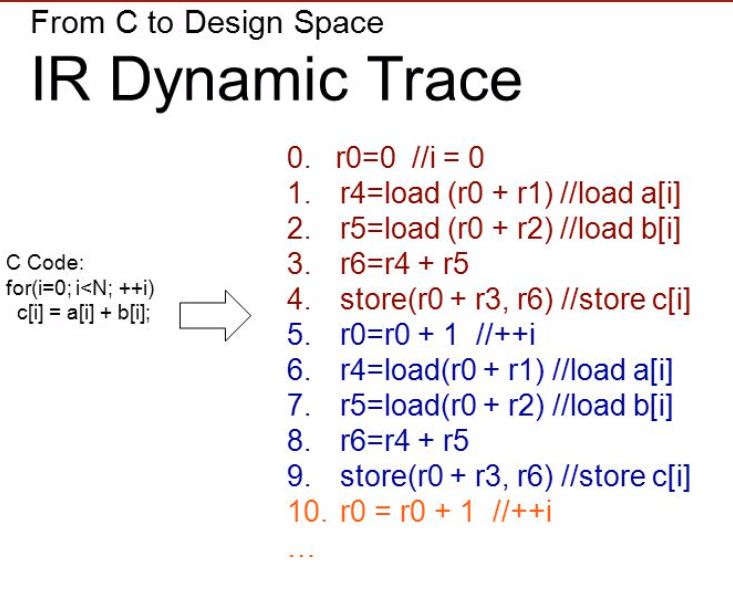 From C to Design Space
IR Dynamic Trace
C Code:
for(i=0; i<N; ++i)
c[i] = a[i] + b[i];
0. r0=0 //i = 0
1. r4=load (r0 + r1) //load a[i]
2. r5=load (r0 + r2) //load b[i]
3. r6=r4 + r5
4. store(r0 + r3, r6) //store c[i]
5. r0=r0 + 1 //++i
6. r4=load(r0 + r1) //load a[i]
7. r5=load(r0 + r2) //load b[i]
8. r6=r4 + r5
9. store(r0 + r3, r6) //store c[i]
10. r0 = r0 + 1 //++i
…